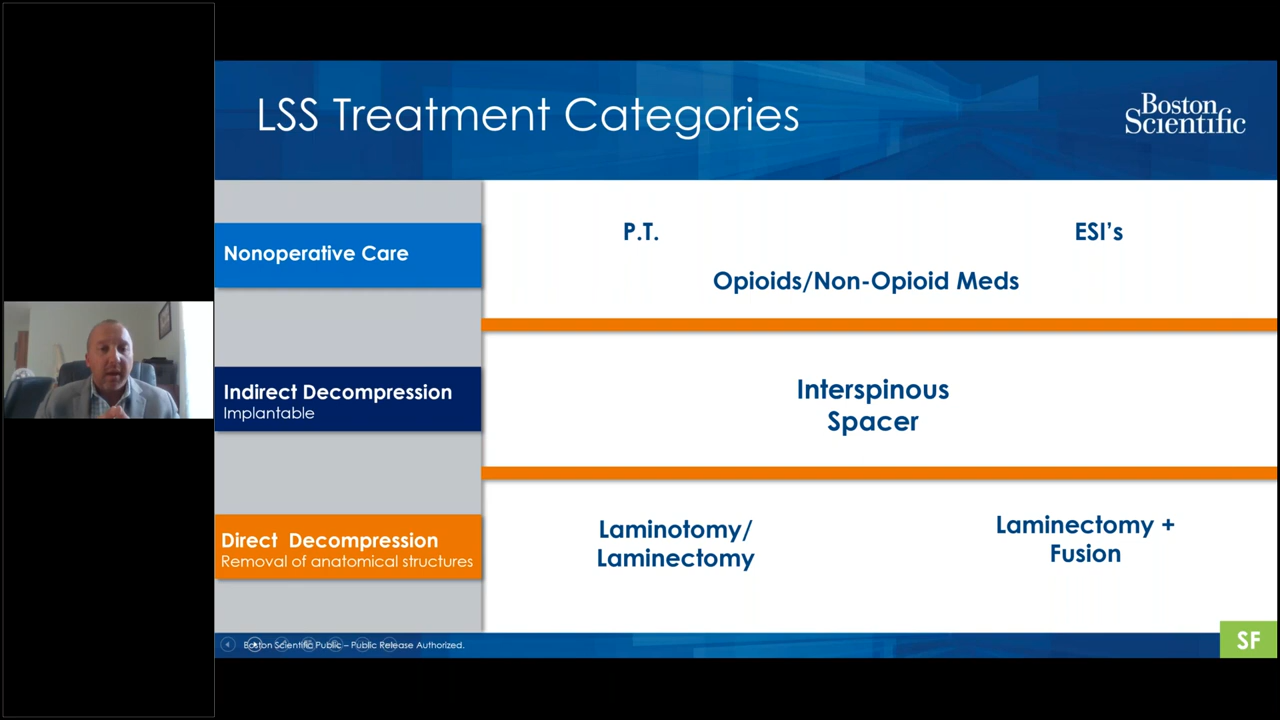 LSS Treatment Categories
Boston
Scientific
Nonoperative Care
P.T.
ESI's
Opioids/Non-Opioid Meds
Indirect Decompression
Implantable
Interspinous
Spacer
Direct Decompression
Removal of anatomical structures
Laminotomy/
Laminectomy
Laminectomy +
Fusion
Boston Scientific Public – Public Release Authorized.
SF